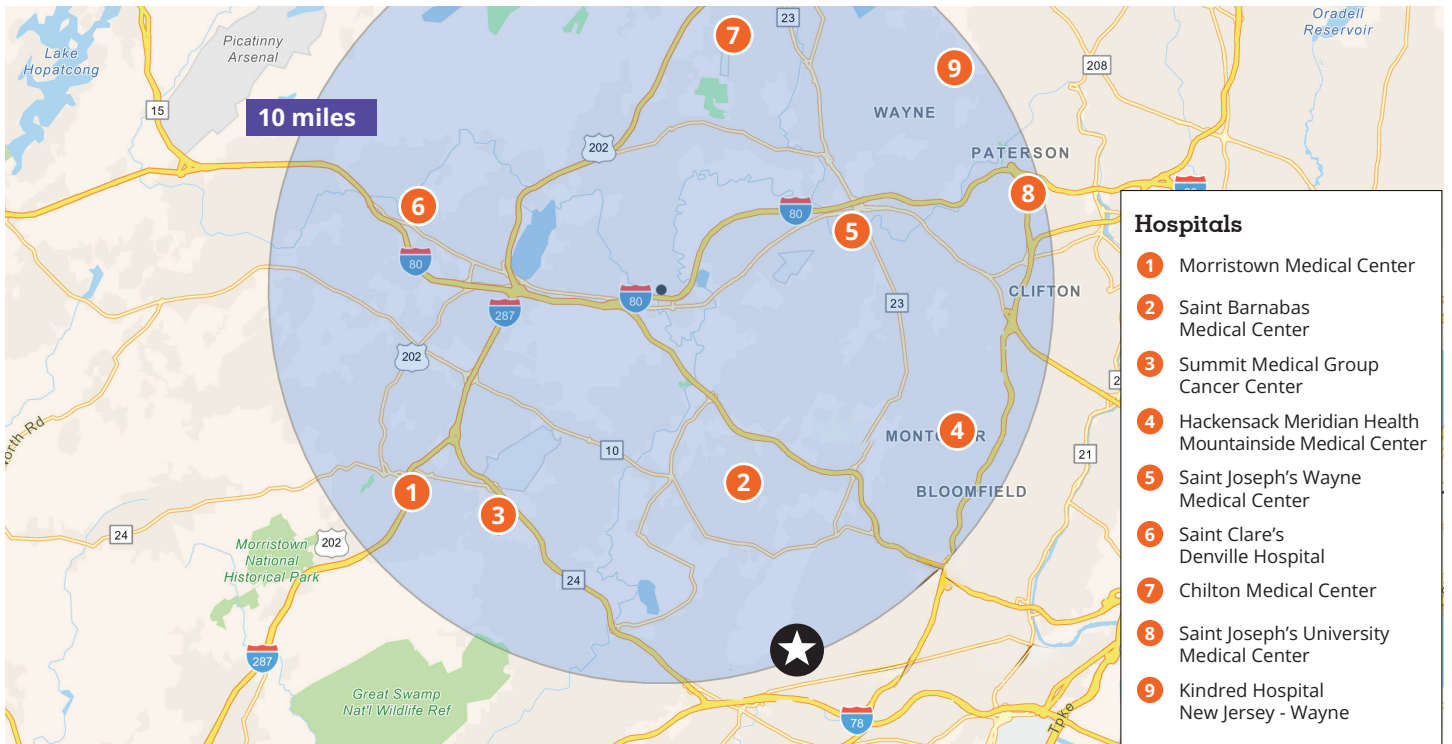 Lake
Hopatcong
Picatinny
Arsenal
15
10 miles
23
7
9
WAYNE
202
PATERSON
208
Oradell
Reservoir
6
80
8
80
5
80
287
23
CLIFTON
202
10
MONTC R
4
BLOOMFIELD
21
1
2
3
24
202
Morristown
National
Historical Park
24
287
Great Swamp
Nat'l Wildlife Ref
78
Tpke
Hospitals
1 Morristown Medical Center
2 Saint Barnabas
Medical Center
3 Summit Medical Group
Cancer Center
4 Hackensack Meridian Health
Mountainside Medical Center
5 Saint Joseph’s Wayne
Medical Center
6 Saint Clare’s
Denville Hospital
7 Chilton Medical Center
8 Saint Joseph’s University
Medical Center
9 Kindred Hospital
New Jersey - Wayne